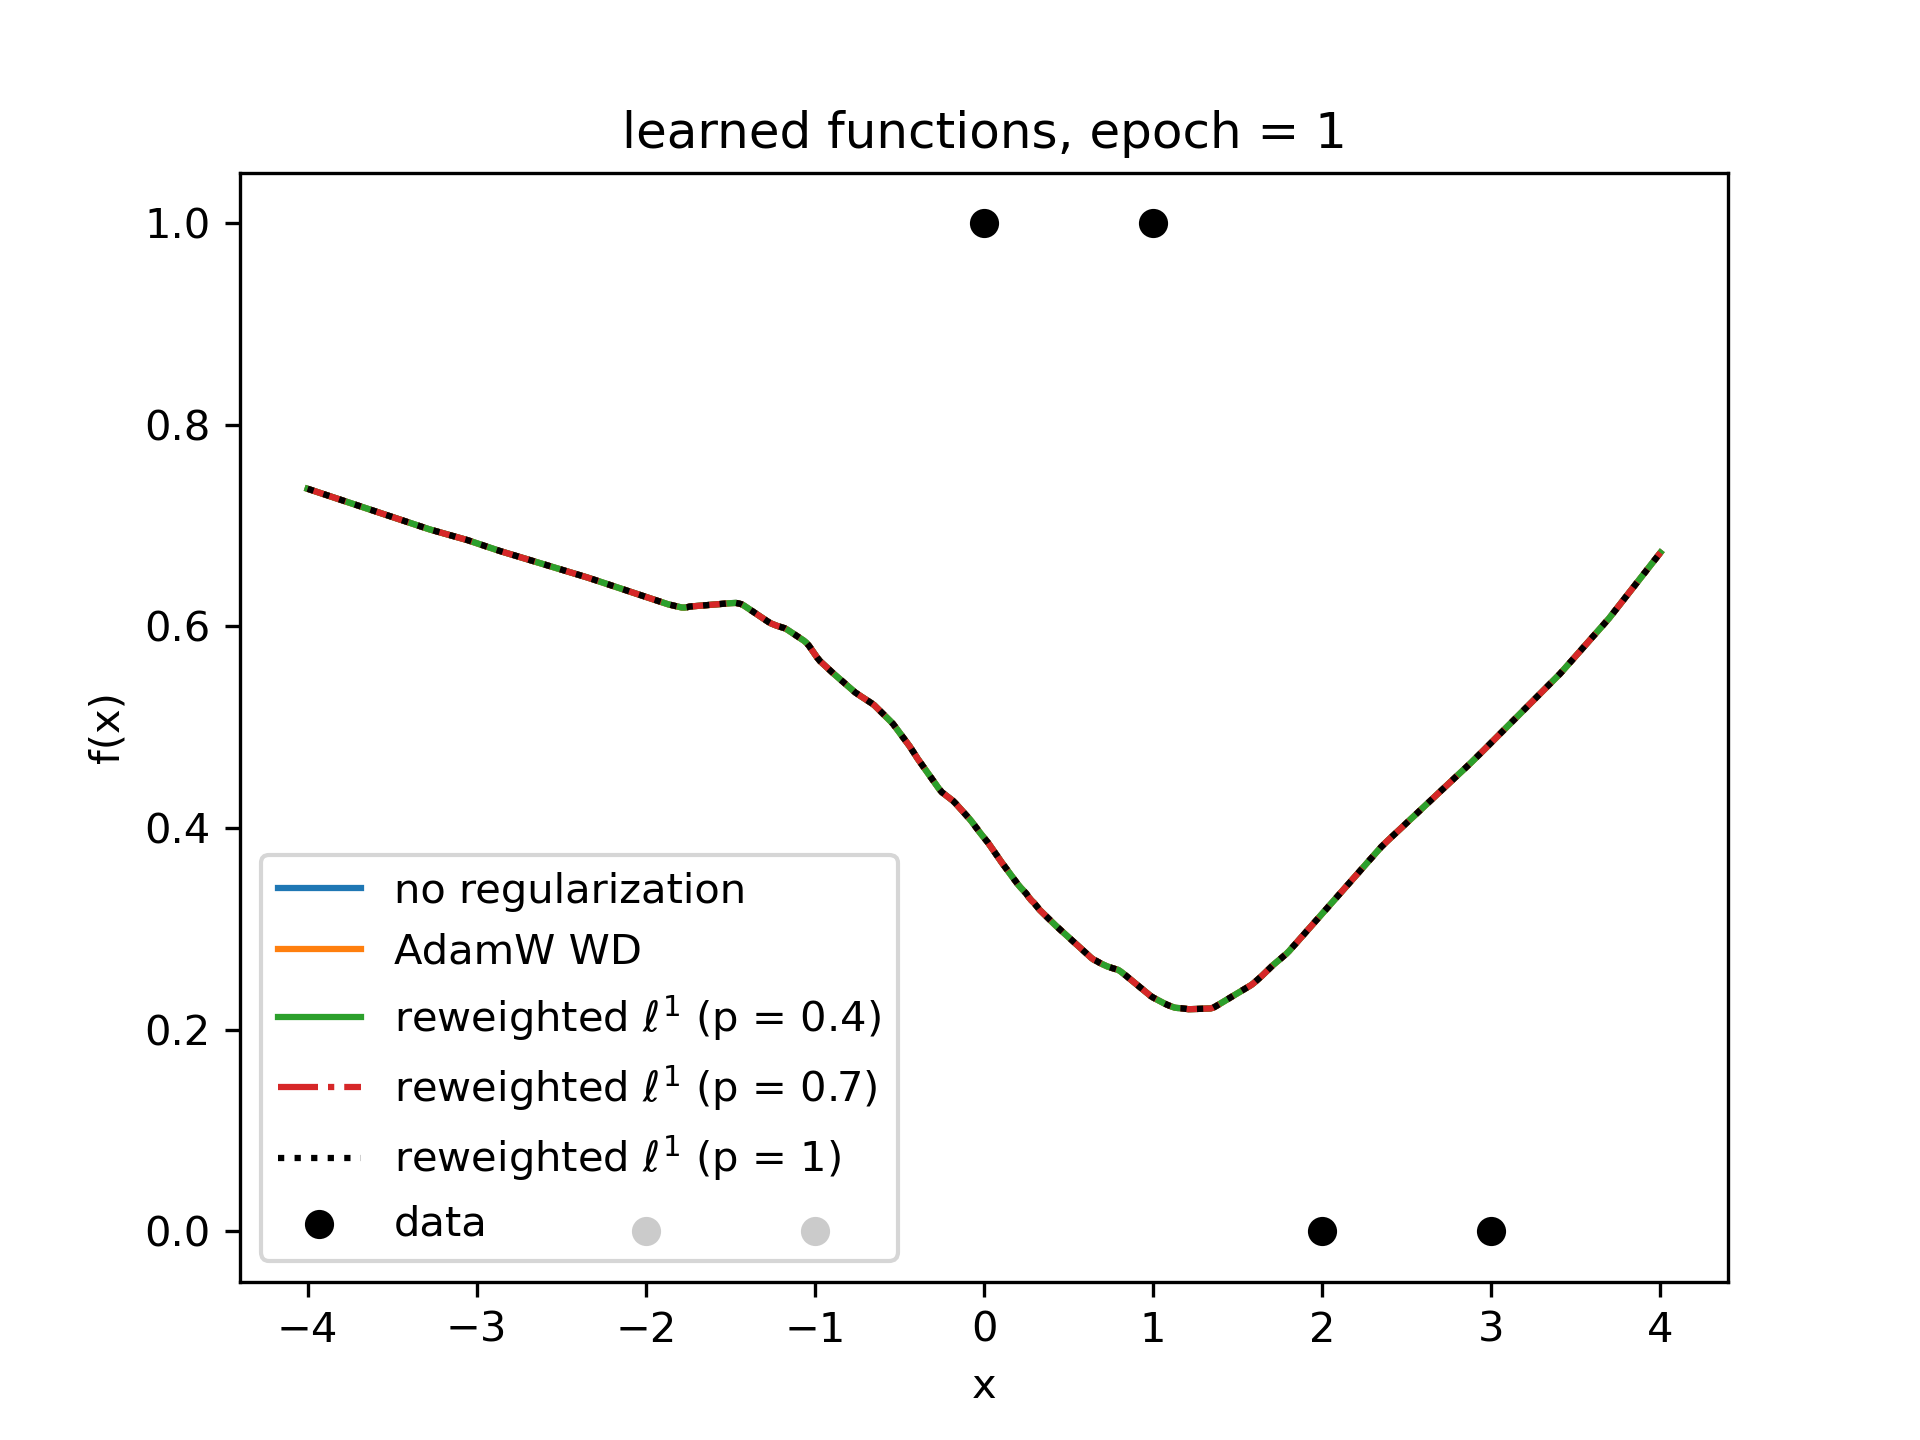 learned functions, epoch = 1
1.0
0.8
0.6
0.4
0.2
0.0
f(x)
no regularization
AdamW WD
reweighted ℓ¹ (p = 0.4)
reweighted ℓ¹ (p = 0.7)
reweighted ℓ¹ (p = 1)
data
−4 −3 −2 −1 0 1 2 3 4
x